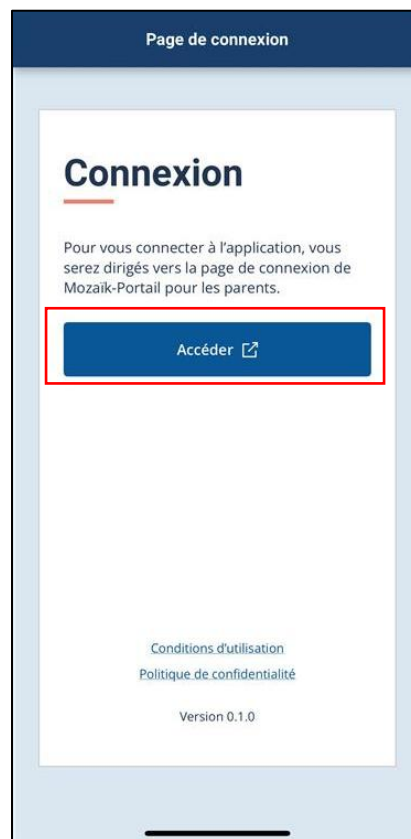 Page de connexion
Connexion
Pour vous connecter à l'application, vous
serez dirigés vers la page de connexion de
Mozaïk-Portail pour les parents.
Accéder
Conditions d'utilisation
Politique de confidentialité
Version 0.1.0